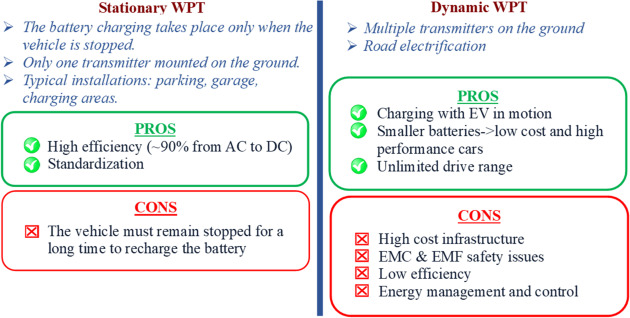 Stationary WPT
The battery charging takes place only when the
vehicle is stopped.
Only one transmitter mounted on the ground.
Typical installations: parking, garage,
charging areas.
PROS
High efficiency (~90% from AC to DC)
Standardization
CONS
The vehicle must remain stopped for a
long time to recharge the battery
Dynamic WPT
Multiple transmitters on the ground
Road electrification
PROS
Charging with EV in motion
Smaller batteries->low cost and high
performance cars
Unlimited drive range
CONS
High cost infrastructure
EMC & EMF safety issues
Low efficiency
Energy management and control